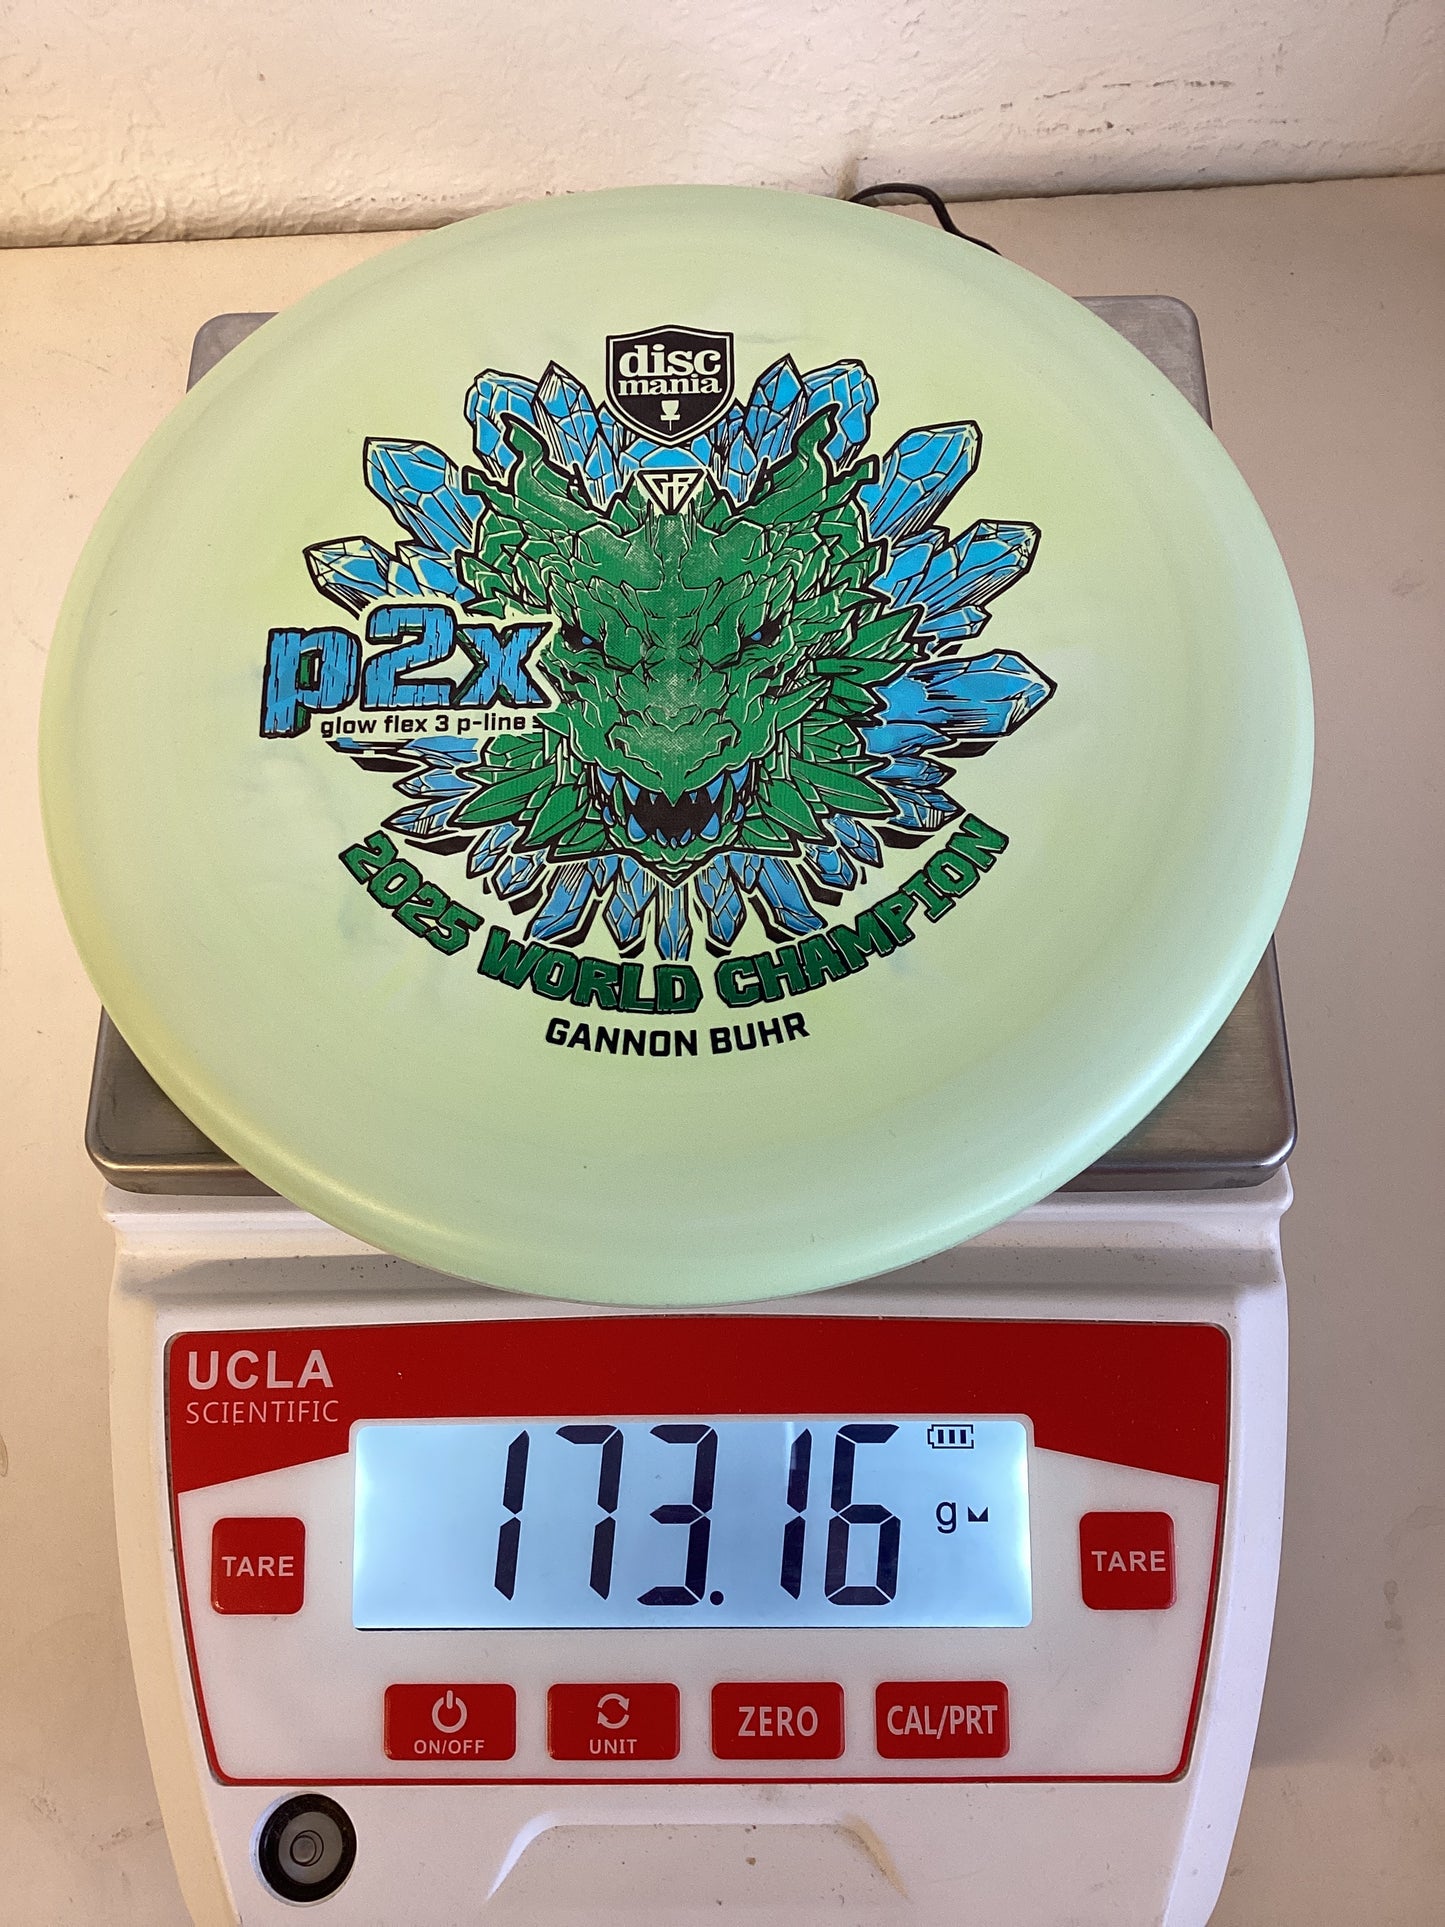 disc
mania
GB
p2x
glow flex 3 p-line
2025 WORLD CHAMPION
GANNON BUHR
UCLA
SCIENTIFIC
173.16
g
TARE
TARE
ON/OFF
UNIT
ZERO
CAL/PRT